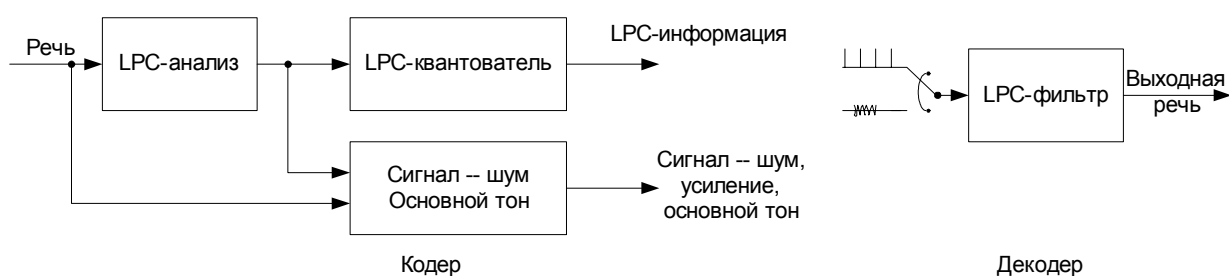 Речь
LPC-анализ
LPC-квантователь
LPC-информация
Сигнал -- шум
Основной тон
Сигнал -- шум,
усиление,
основной тон
Кодер
LPC-фильтр
Выходная
речь
Декодер